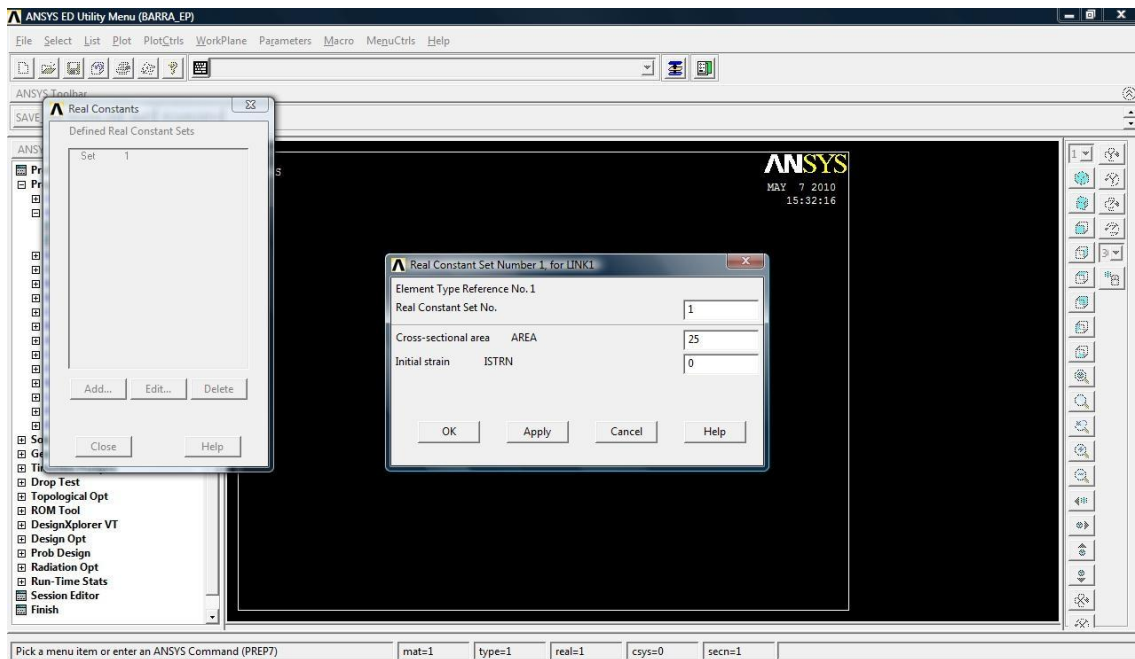 ANSYS ED Utility Menu (BARRA_EP)
File Select List Plot PlotCtrls WorkPlane Parameters Macro MenuCtrls Help
ANSYS Toolbar
SAVE
Real Constants
Defined Real Constant Sets
Set 1
Add... Edit... Delete
Close Help
ANSYS
MAY 7 2010
15:32:16
1
3
Real Constant Set Number 1, for LINK1
Element Type Reference No. 1
Real Constant Set No. 1
Cross-sectional area AREA 25
Initial strain ISTRN 0
OK Apply Cancel Help
Drop Test
Topological Opt
ROM Tool
DesignXplorer VT
Design Opt
Prob Design
Radiation Opt
Run-Time Stats
Session Editor
Finish
Pick a menu item or enter an ANSYS Command (PREP7) mat=1 type=1 real=1 csys=0 secn=1